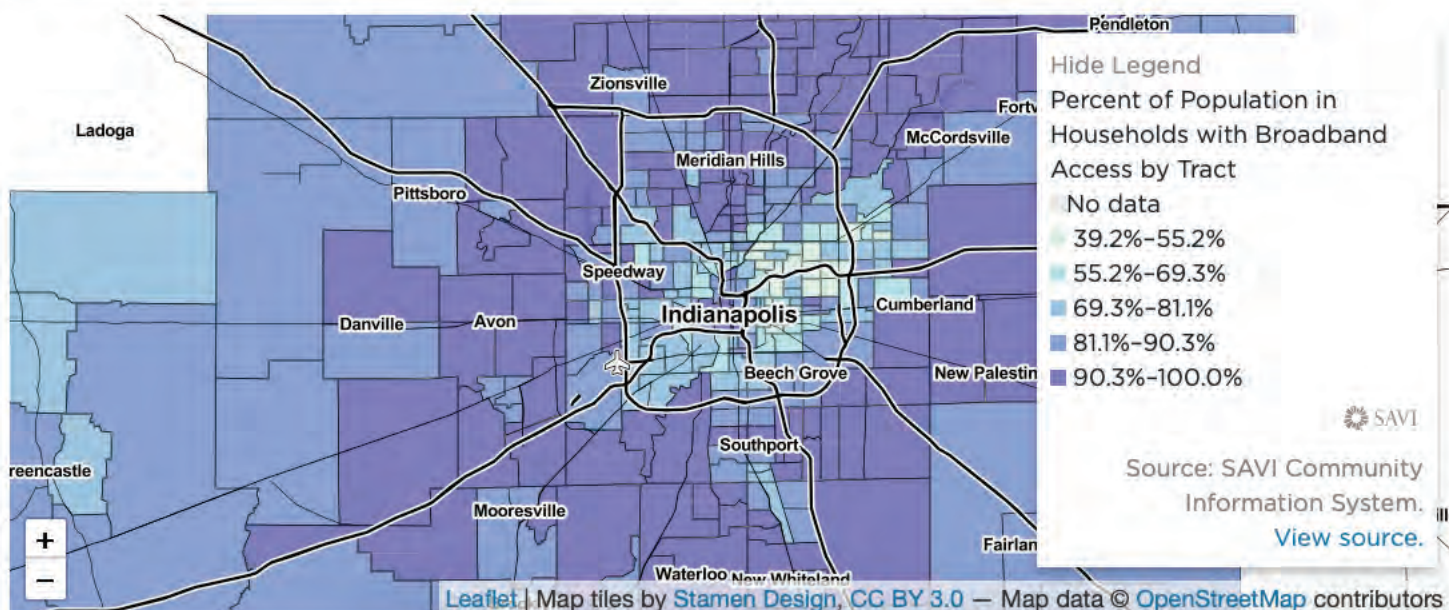 Pendleton
Zionsville
Fortv
Ladoga
McCordsville
Meridian Hills
Pittsboro
Speedway
Cumberland
Indianapolis
Danville
Avon
Beech Grove
New Palestin
Southport
reencastle
Mooresville
Fairlan
Waterloo
New Whiteland
+
−
Hide Legend
Percent of Population in
Households with Broadband
Access by Tract
No data
39.2%–55.2%
55.2%–69.3%
69.3%–81.1%
81.1%–90.3%
90.3%–100.0%
SAVI
Source: SAVI Community
Information System.
View source.
Leaflet | Map tiles by Stamen Design, CC BY 3.0 — Map data © OpenStreetMap contributors